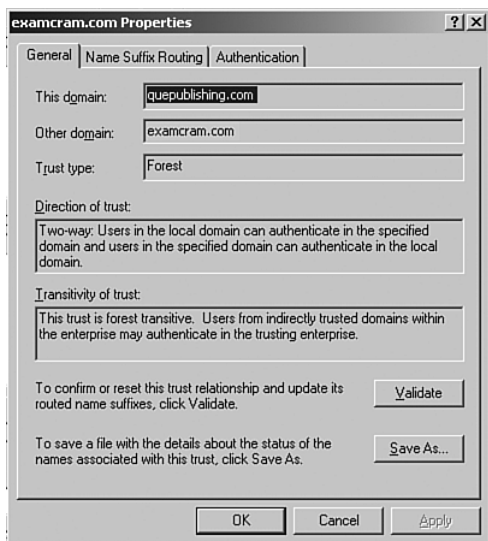 examcram.com Properties
General
Name Suffix Routing
Authentication
This domain:
quepublishing.com
Other domain:
examcram.com
Trust type:
Forest
Direction of trust:
Two-way: Users in the local domain can authenticate in the specified
domain and users in the specified domain can authenticate in the local
domain.
Transitivity of trust:
This trust is forest transitive. Users from indirectly trusted domains within
the enterprise may authenticate in the trusting enterprise.
To confirm or reset this trust relationship and update its
routed name suffixes, click Validate.
Validate
To save a file with the details about the status of the
names associated with this trust, click Save As.
Save As...
OK
Cancel
Apply